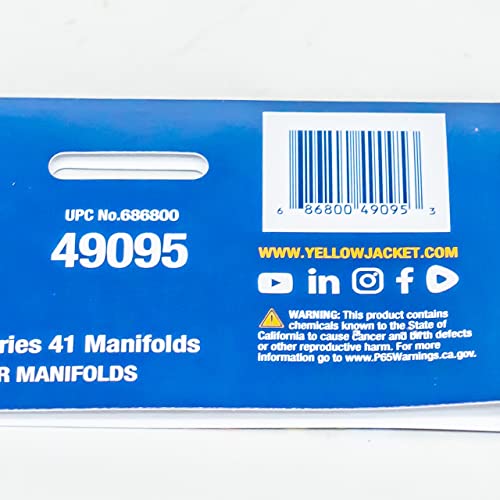 UPC No.686800
49095
ries 41 Manifolds
R MANIFOLDS
6 86800 49095 3
WWW.YELLOWJACKET.COM
in f
WARNING: This product contains
chemicals known to the State of
California to cause cancer and birth defects
or other reproductive harm. For more
information go to www.P65Warnings.ca.gov.